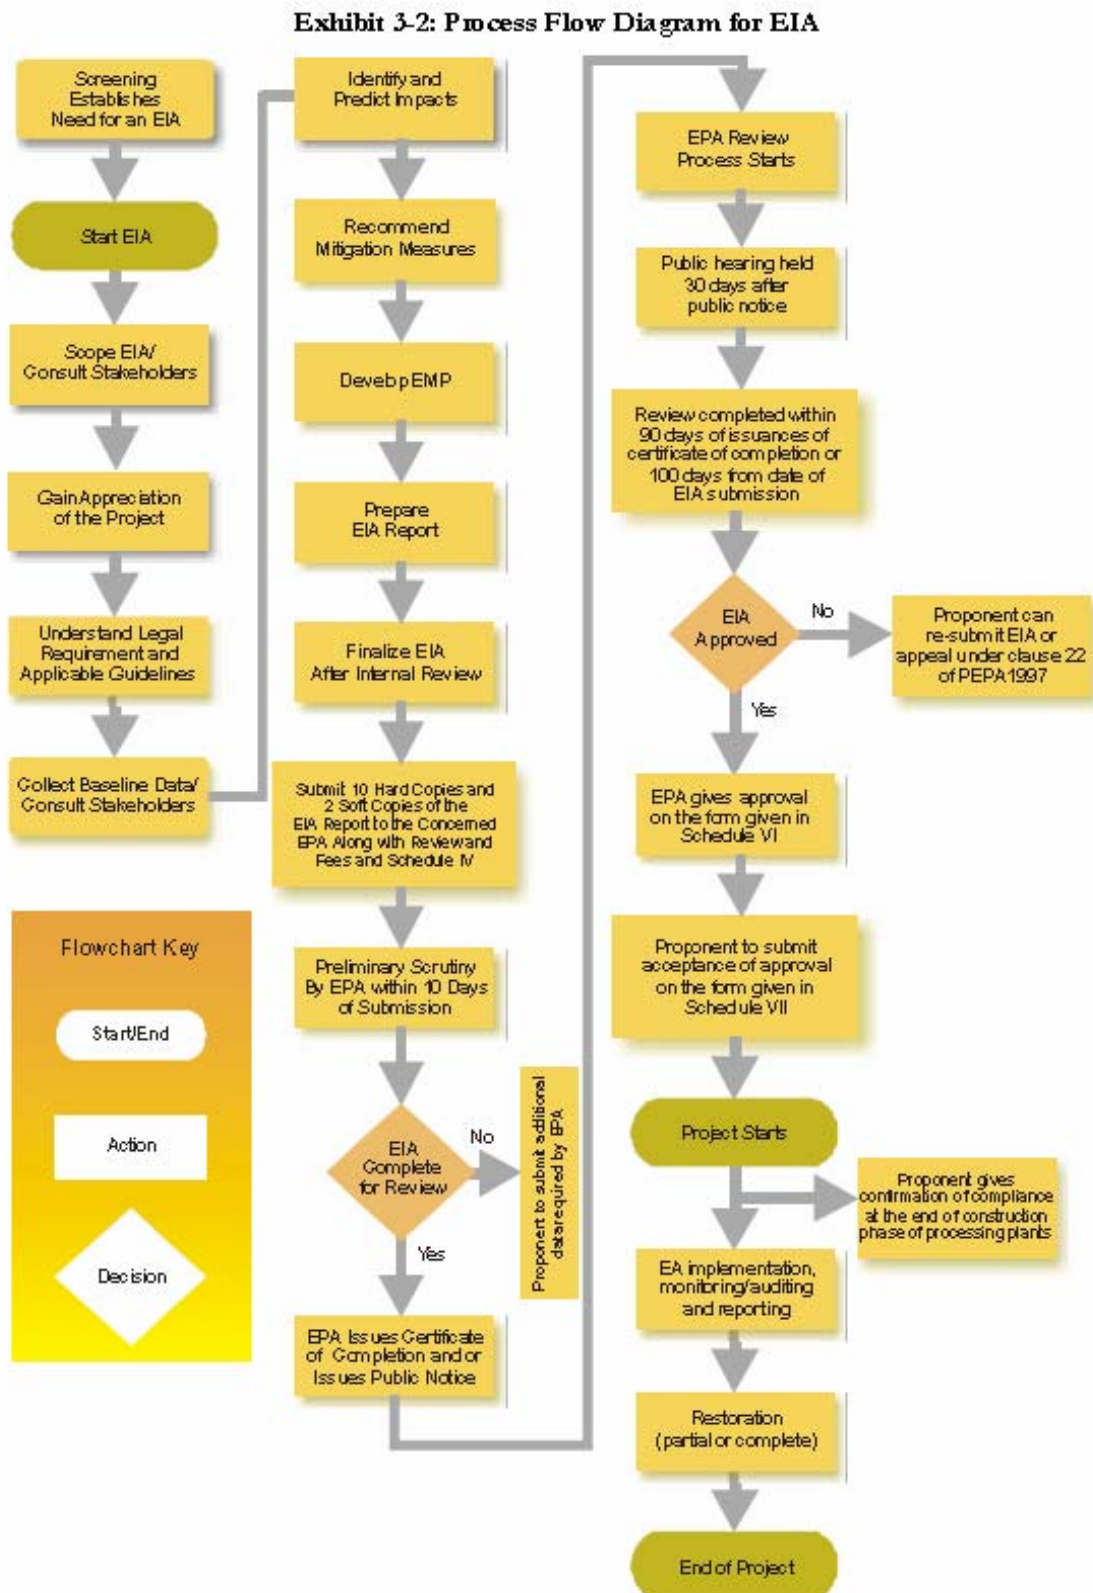 Exhibit 3-2: Process Flow Diagram for EIA
Screening
Establishes
Need for an EIA
Start EIA
Scope EIA/
Consult Stakeholders
Gain Appreciation
of the Project
Understand Legal
Requirement and
Applicable Guidelines
Collect Baseline Data/
Consult Stakeholders
Identify and
Predict Impacts
Recommend
Mitigation Measures
Develop EMP
Prepare
EIA Report
Finalize EIA
After Internal Review
Submit 10 Hard Copies and
2 Soft Copies of the
EIA Report to the Concerned
EPA Along with Review and
Fees and Schedule IV
Preliminary Scrutiny
By EPA within 10 Days
of Submission
EIA
Complete
for Review
No
Proponent to submit additional
data required by EPA
Yes
EPA Issues Certificate
of Completion and/or
Issues Public Notice
EPA Review
Process Starts
Public hearing held
30 days after
public notice
Review completed within
90 days of issuances of
certificate of completion or
100 days from date of
EIA submission
EIA
Approved
No
Proponent can
re-submit EIA or
appeal under clause 22
of PEPA 1997
Yes
EPA gives approval
on the form given in
Schedule VI
Proponent to submit
acceptance of approval
on the form given in
Schedule VII
Project Starts
Proponent gives
confirmation of compliance
at the end of construction
phase of processing plants
EA implementation,
monitoring/auditing
and reporting
Restoration
(partial or complete)
End of Project
Flowchart Key
Start/End
Action
Decision